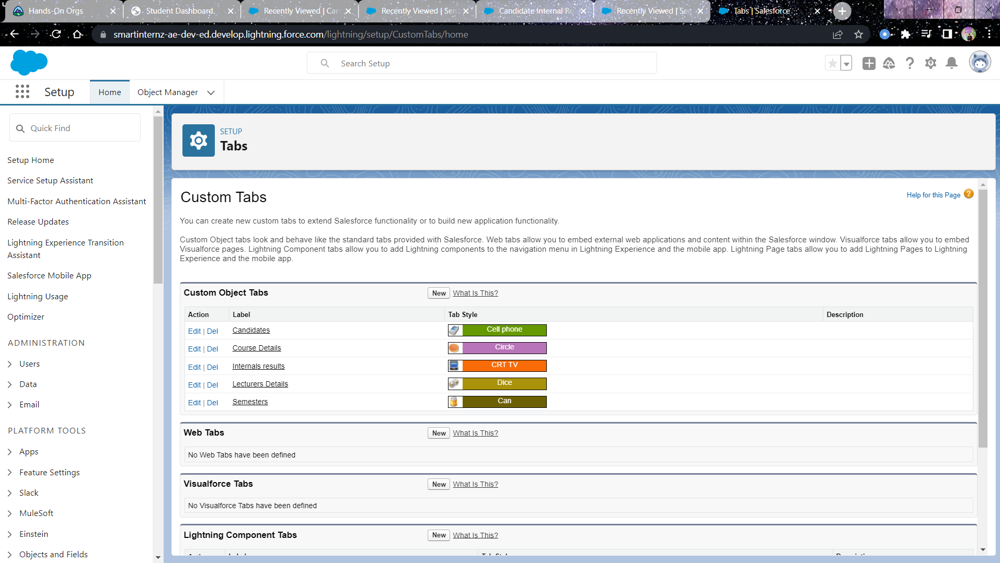 Hands-On Orgs
Student Dashboard.
Recently Viewed | Can
Recently Viewed | Sem
Candidate Internal Re
Recently Viewed | Se
Tabs | Salesforce
smartinternz-ae-dev-ed.develop.lightning.force.com/lightning/setup/CustomTabs/home
Search Setup
Setup
Home
Object Manager
Quick Find
Setup Home
Service Setup Assistant
Multi-Factor Authentication Assistant
Release Updates
Lightning Experience Transition
Assistant
Salesforce Mobile App
Lightning Usage
Optimizer
ADMINISTRATION
Users
Data
Email
PLATFORM TOOLS
Apps
Feature Settings
Slack
MuleSoft
Einstein
Objects and Fields
SETUP
Tabs
Custom Tabs
Help for this Page ?
You can create new custom tabs to extend Salesforce functionality or to build new application functionality.
Custom Object tabs look and behave like the standard tabs provided with Salesforce. Web tabs allow you to embed external web applications and content within the Salesforce window. Visualforce tabs allow you to embed
Visualforce pages. Lightning Component tabs allow you to add Lightning components to the navigation menu in Lightning Experience and the mobile app. Lightning Page tabs allow you to add Lightning Pages to Lightning
Experience and the mobile app.
Custom Object Tabs New What Is This?
Action Label Tab Style Description
Edit | Del Candidates Cell phone
Edit | Del Course Details Circle
Edit | Del Internals results CRT TV
Edit | Del Lecturers Details Dice
Edit | Del Semesters Can
Web Tabs New What Is This?
No Web Tabs have been defined
Visualforce Tabs New What Is This?
No Visualforce Tabs have been defined
Lightning Component Tabs New What Is This?